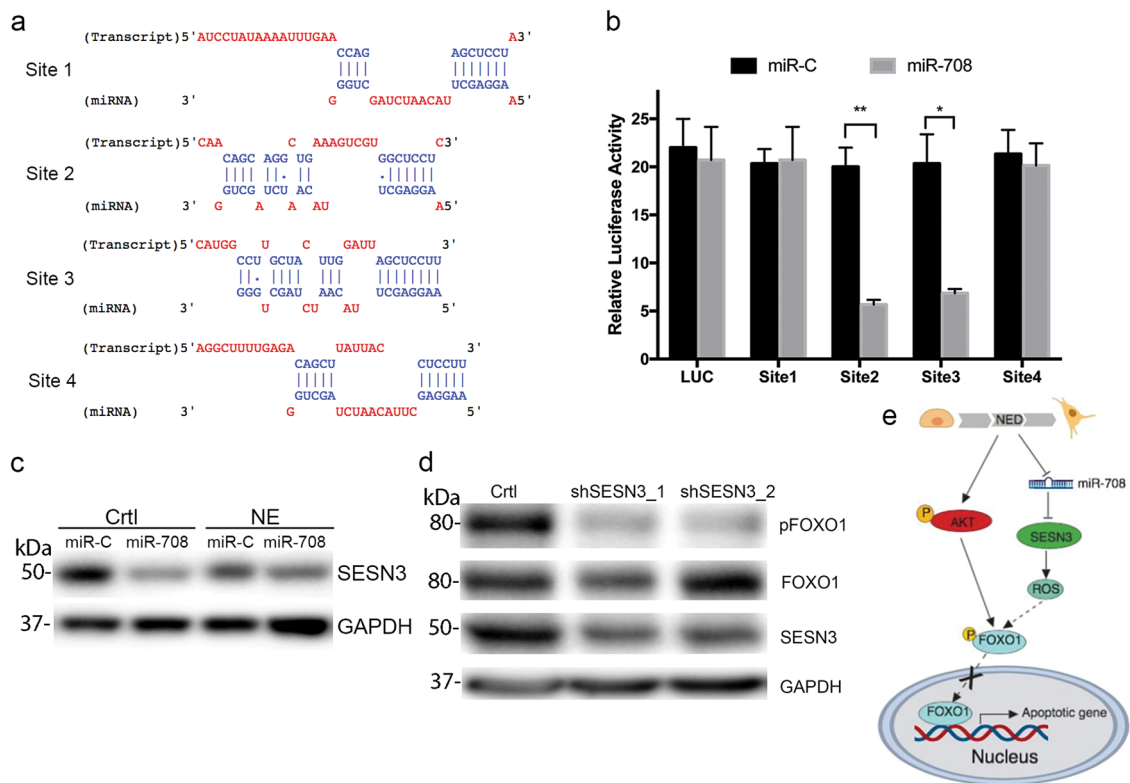 a
(Transcript)5'AUCCUAUAAAAUUUGAA A3'
CCAG AGCUCCU
Site 1
GGUC UCGAGGA
(miRNA) 3' G GAUCUAACAU A5'
(Transcript)5'CAA C AAAGUCGU C3'
CAGC AGG UG GGCUCCU
Site 2
GUCG UCU AC UCGAGGA
(miRNA) 3' G A A AU A5'
(Transcript)5'CAUGG U C GAUU 3'
CCU GCUA UUG AGCUCCUU
Site 3
GGG CGAU AAC UCGAGGAA
(miRNA) 3' U CU AU 5'
(Transcript)5'AGGCUUUUGAGA UAUUAC 3'
CAGCU CUCCUU
Site 4
GUCGA GAGGAA
(miRNA) 3' G UCUAACAUUC 5'
b
miR-C miR-708
Relative Luciferase Activity
25
20
15
10
5
0
** *
LUC Site1 Site2 Site3 Site4
c
Crtl NE
kDa miR-C miR-708 miR-C miR-708
50- SESN3
37- GAPDH
d
kDa Crtl shSESN3_1 shSESN3_2
80- pFOXO1
80- FOXO1
50- SESN3
37- GAPDH
e
NED
miR-708
P AKT
SESN3
ROS
P FOXO1
FOXO1 Apoptotic gene
Nucleus